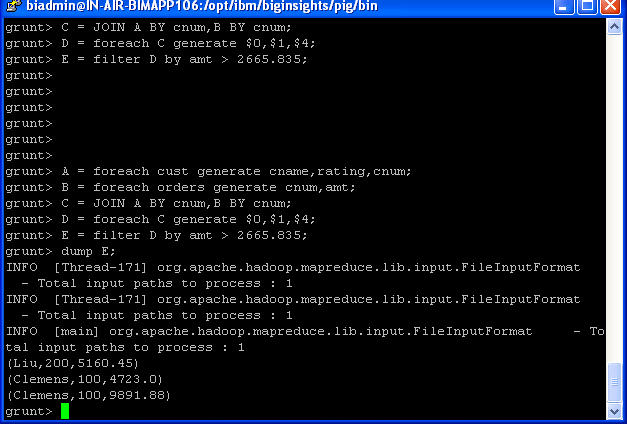 biadmin@IN-AIR-BIMAPP106:/opt/ibm/biginsights/pig/bin
grunt> C = JOIN A BY cnum,B BY cnum;
grunt> D = foreach C generate $0,$1,$4;
grunt> E = filter D by amt > 2665.835;
grunt>
grunt>
grunt>
grunt>
grunt>
grunt>
grunt> A = foreach cust generate cname,rating,cnum;
grunt> B = foreach orders generate cnum,amt;
grunt> C = JOIN A BY cnum,B BY cnum;
grunt> D = foreach C generate $0,$1,$4;
grunt> E = filter D by amt > 2665.835;
grunt> dump E;
INFO  [Thread-171] org.apache.hadoop.mapreduce.lib.input.FileInputFormat
  - Total input paths to process : 1
INFO  [Thread-171] org.apache.hadoop.mapreduce.lib.input.FileInputFormat
  - Total input paths to process : 1
INFO  [main] org.apache.hadoop.mapreduce.lib.input.FileInputFormat     - To
tal input paths to process : 1
(Liu,200,5160.45)
(Clemens,100,4723.0)
(Clemens,100,9891.88)
grunt>